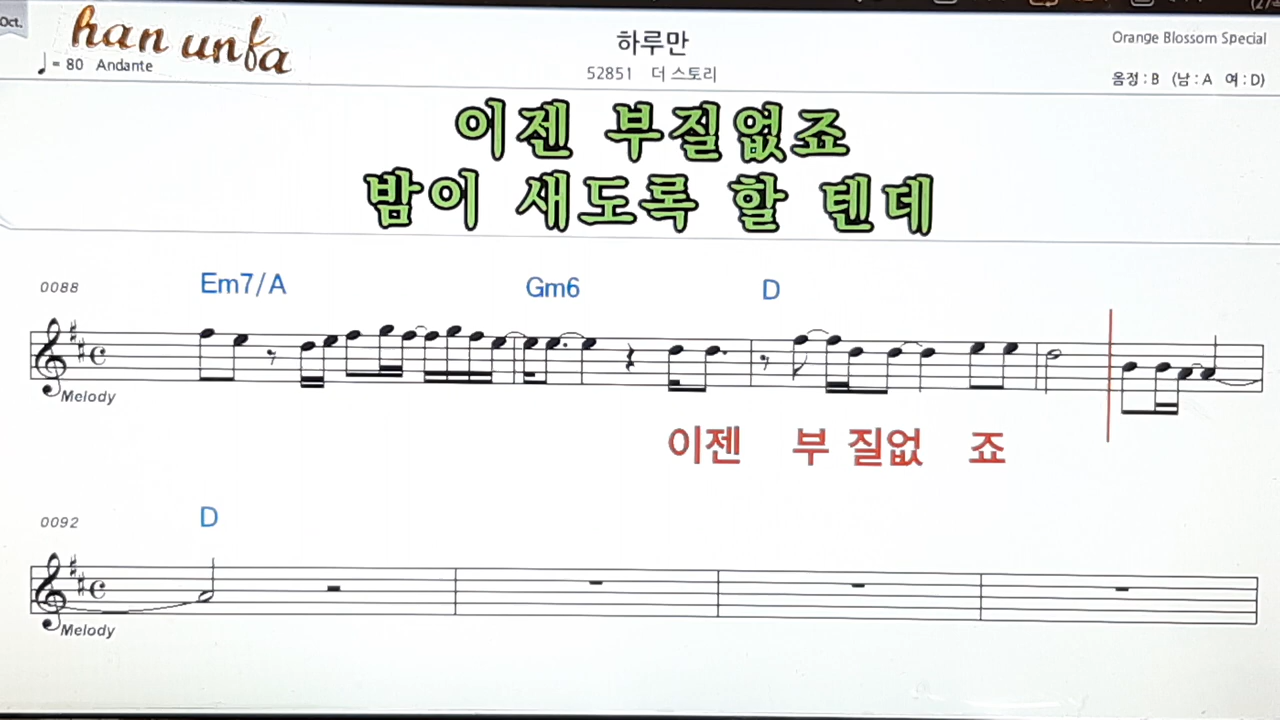 Oct.
han unfa
♩ = 80 Andante
하루만
52851 더 스토리
Orange Blossom Special
음정 : B (남 : A 여 : D)
이젠 부질없죠
밤이 새도록 할 텐데
0088
Em7/A Gm6 D
Melody
이젠 부 질없 죠
0092
D
Melody